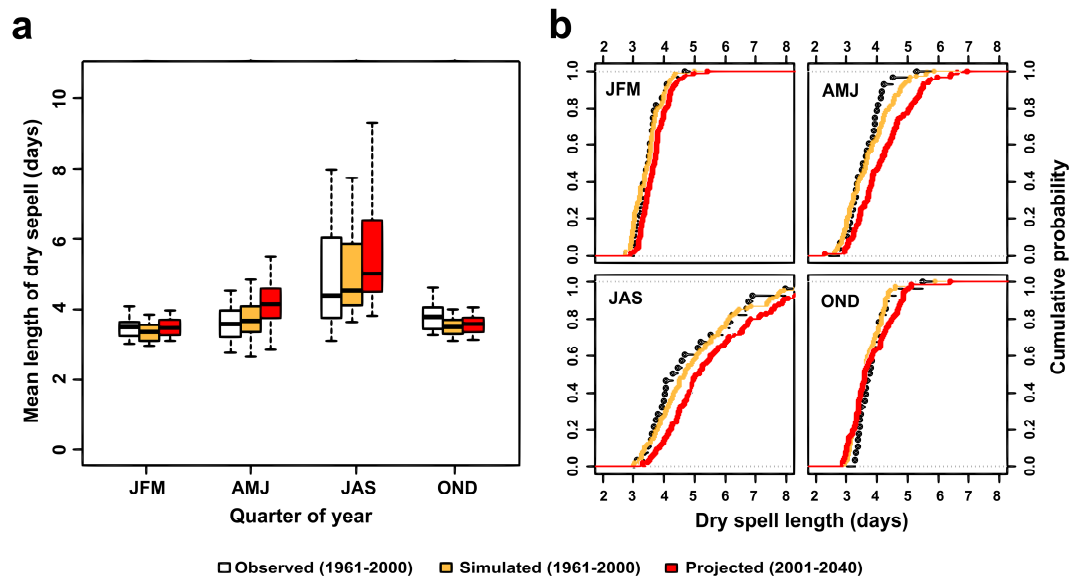 a
b
Mean length of dry sepell (days)
0 2 4 6 8 10
JFM AMJ JAS OND
Quarter of year
2 3 4 5 6 7 8 2 3 4 5 6 7 8
JFM
AMJ
0.0 0.2 0.4 0.6 0.8 1.0
0.0 0.2 0.4 0.6 0.8 1.0
JAS
OND
0.0 0.2 0.4 0.6 0.8 1.0
0.0 0.2 0.4 0.6 0.8 1.0
2 3 4 5 6 7 8 2 3 4 5 6 7 8
Dry spell length (days)
Cumulative probability
Observed (1961-2000) Simulated (1961-2000) Projected (2001-2040)